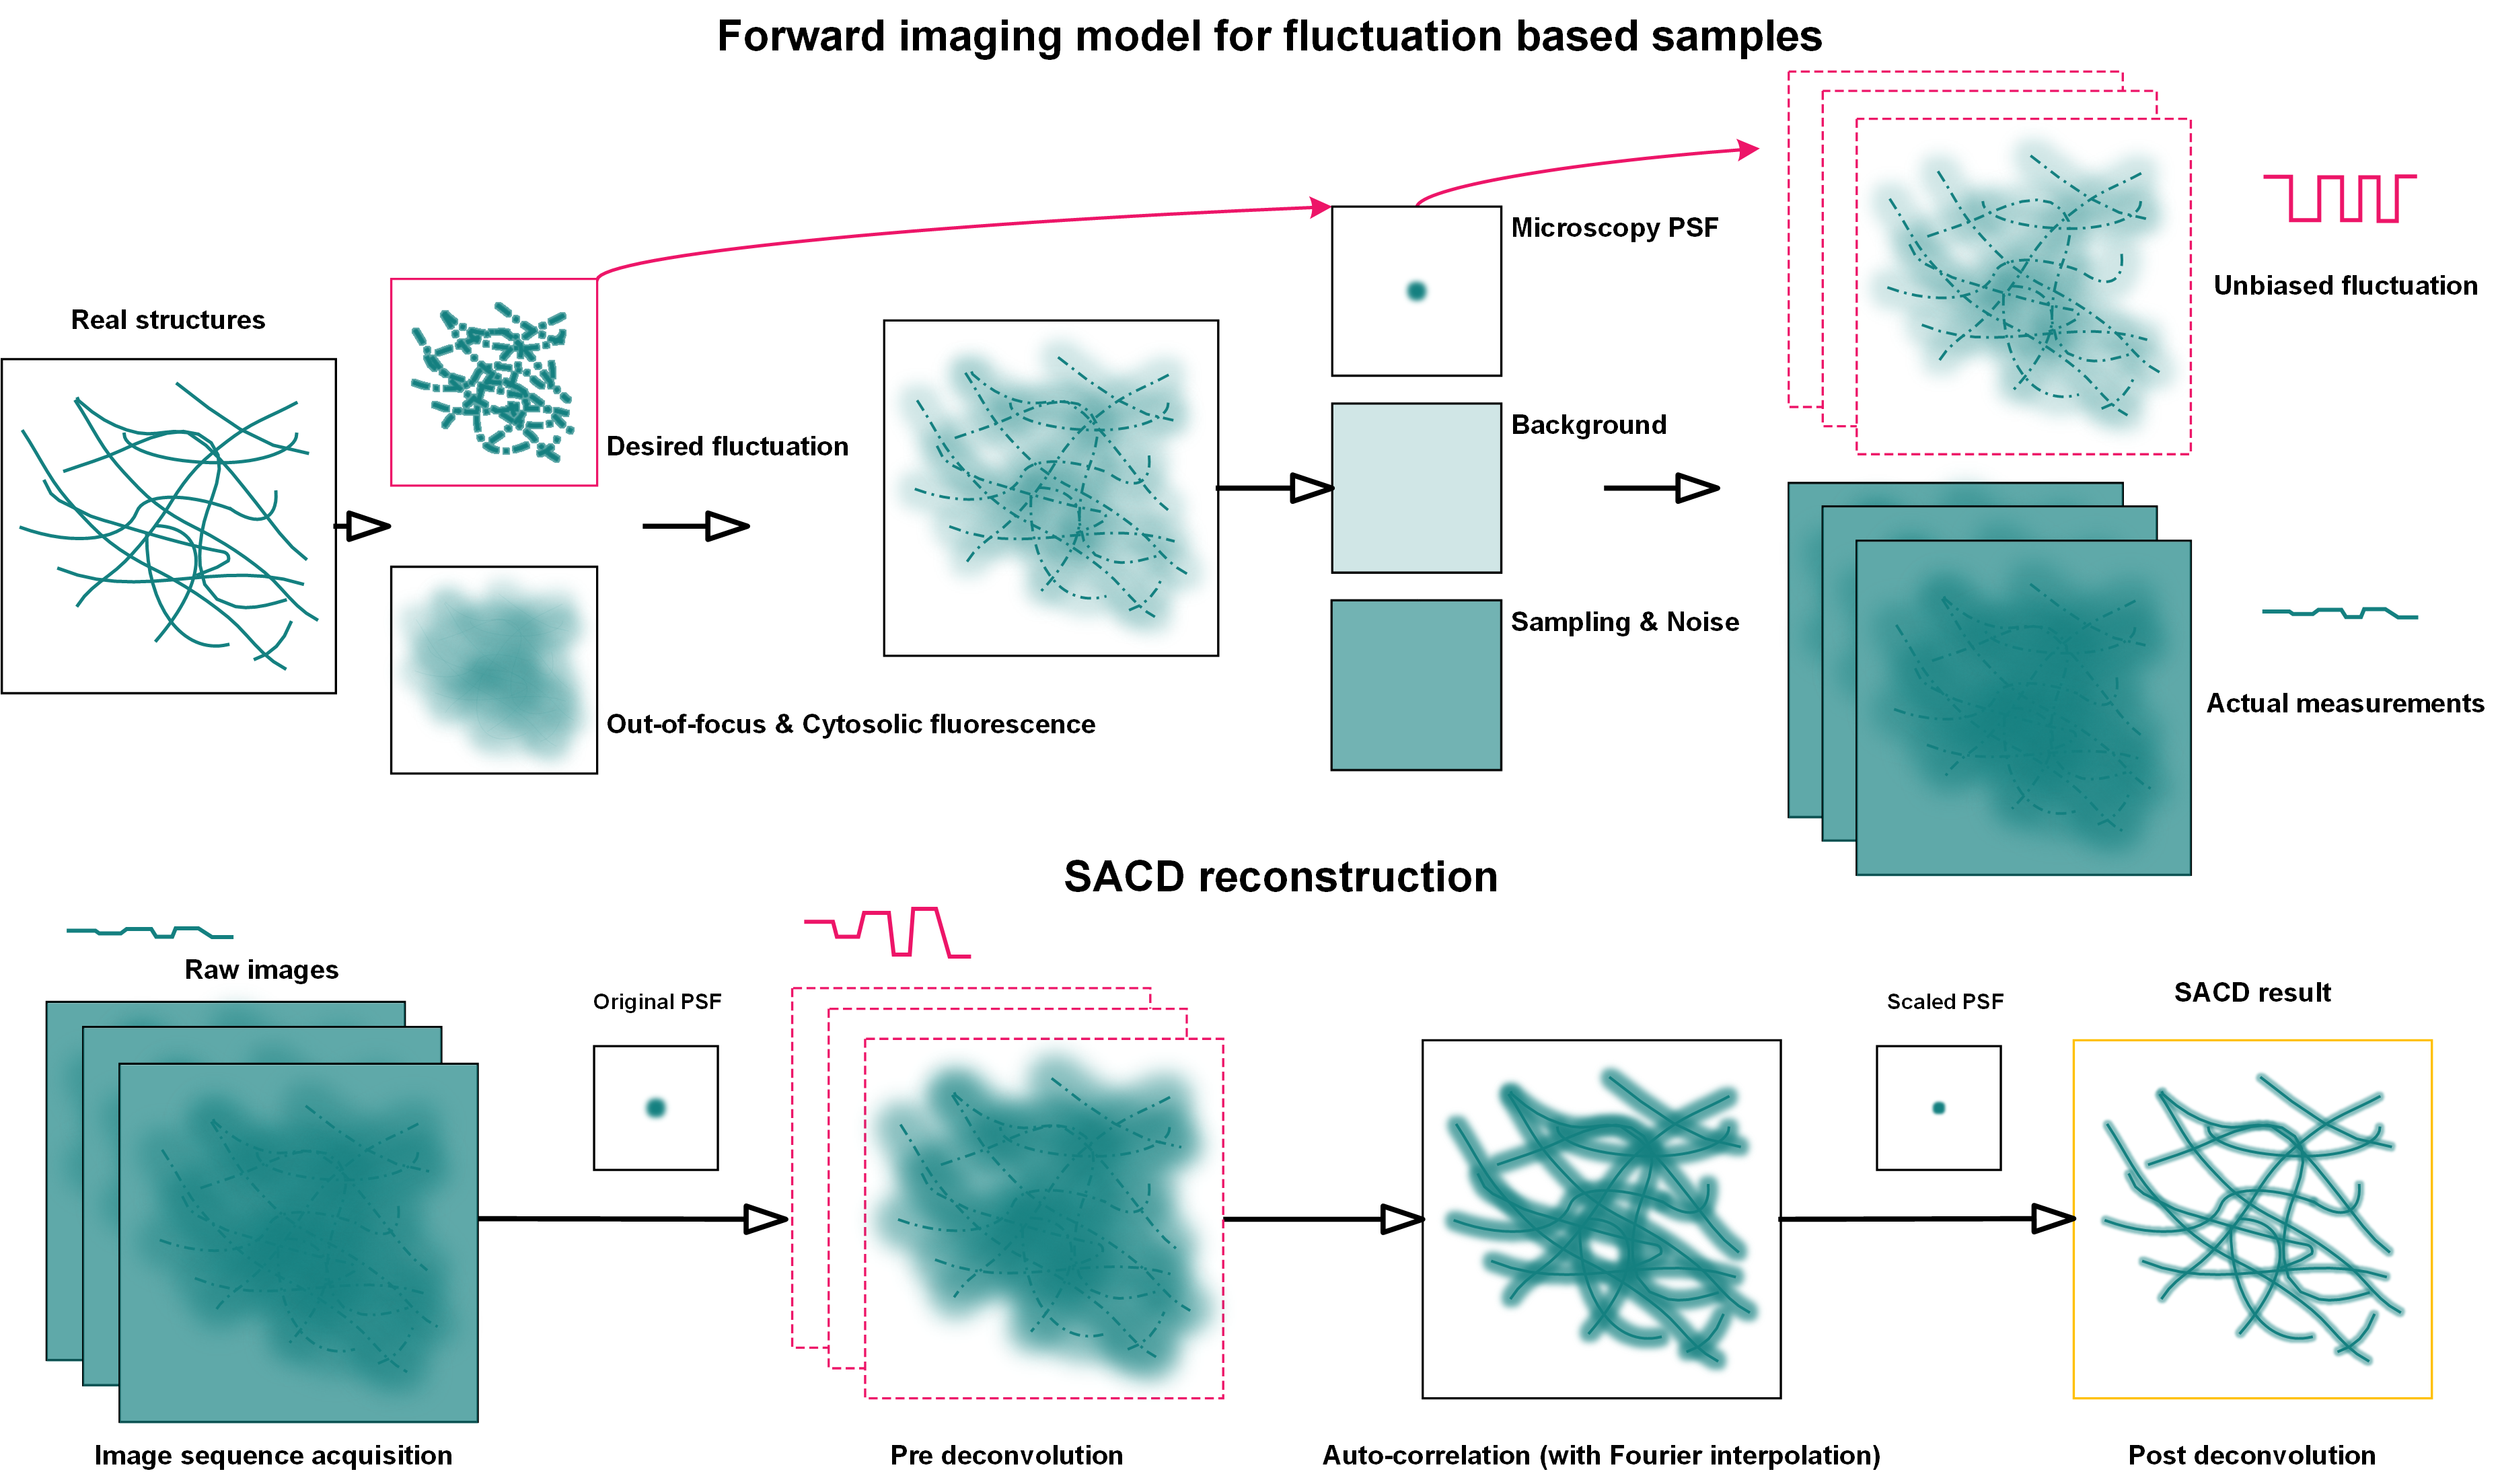 Forward imaging model for fluctuation based samples
Real structures
Desired fluctuation
Out-of-focus & Cytosolic fluorescence
Microscopy PSF
Background
Sampling & Noise
Unbiased fluctuation
Actual measurements
SACD reconstruction
Raw images
Original PSF
Scaled PSF
SACD result
Image sequence acquisition
Pre deconvolution
Auto-correlation (with Fourier interpolation)
Post deconvolution